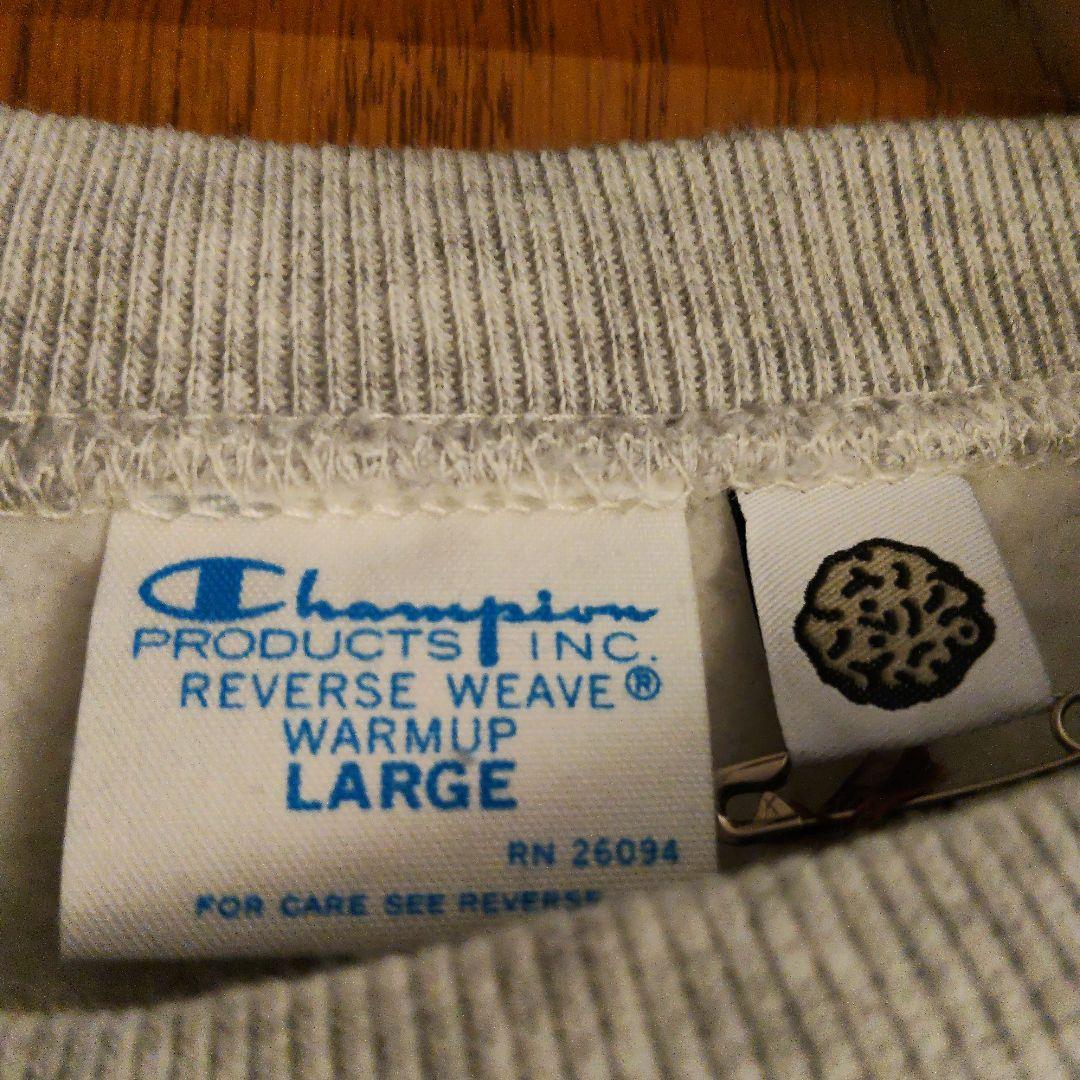 Champion
PRODUCTS INC.
REVERSE WEAVE®
WARMUP
LARGE
RN 26094
FOR CARE SEE REVERSE
K